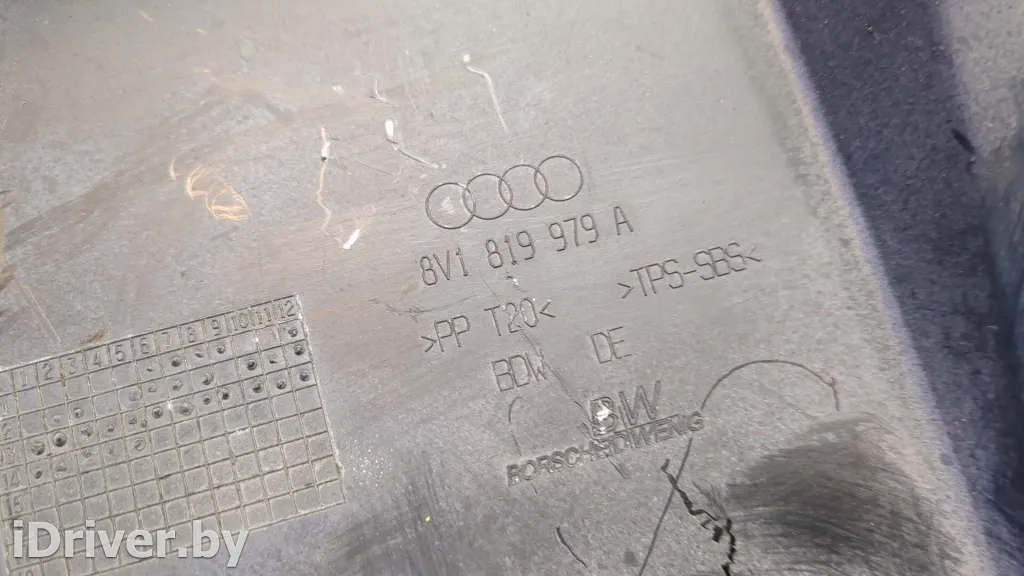 8V1 819 979 A
>PP T20< >TPS-SBS<
BDW DE
BW
BORSCHEIDWENIG
1 2 3 4 5 6 7 8 9 10 11 12
iDriver.by